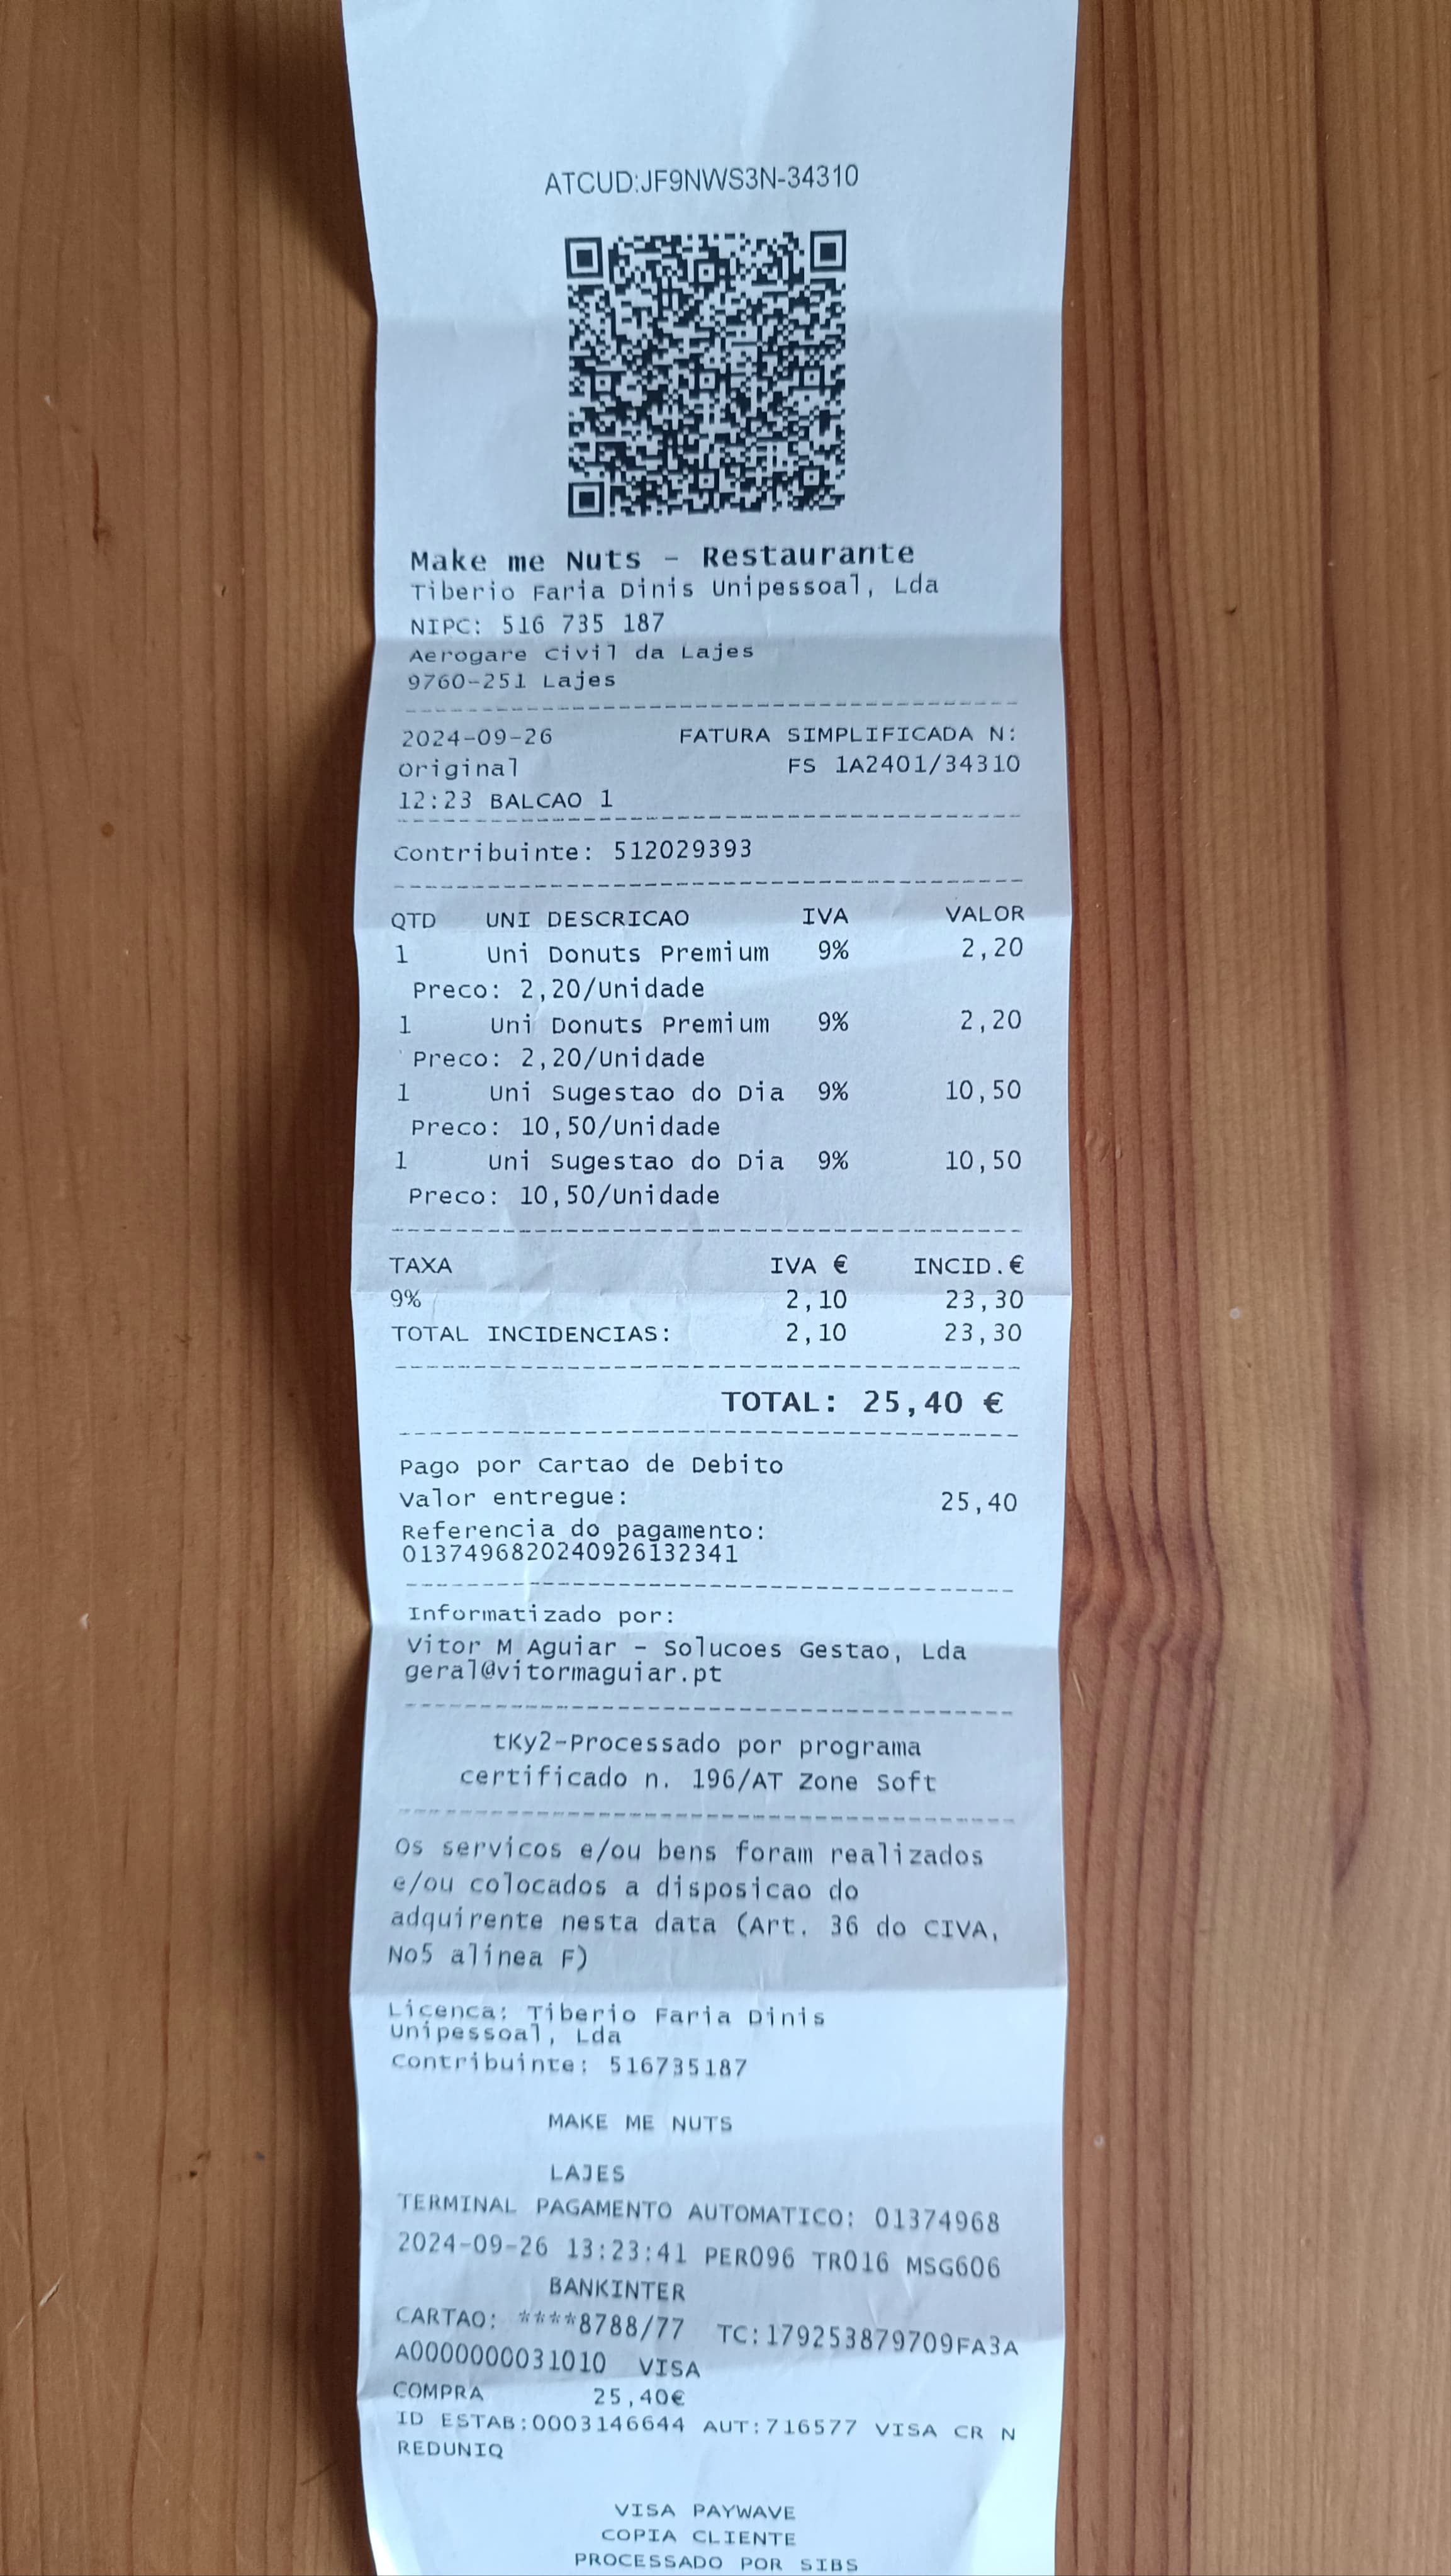 ATCUD:JF9NWS3N-34310
Make me Nuts - Restaurante
Tiberio Faria Dinis Unipessoal, Lda
NIPC: 516 735 187
Aerogare Civil da Lajes
9760-251 Lajes
2024-09-26 FATURA SIMPLIFICADA N:
Original FS 1A2401/34310
12:23 BALCAO 1
Contribuinte: 512029393
QTD UNI DESCRICAO IVA VALOR
1 Uni Donuts Premium 9% 2,20
Preco: 2,20/Unidade
1 Uni Donuts Premium 9% 2,20
Preco: 2,20/Unidade
1 Uni Sugestao do Dia 9% 10,50
Preco: 10,50/Unidade
1 Uni Sugestao do Dia 9% 10,50
Preco: 10,50/Unidade
TAXA IVA € INCID.€
9% 2,10 23,30
TOTAL INCIDENCIAS: 2,10 23,30
TOTAL: 25,40 €
Pago por Cartao de Debito
Valor entregue: 25,40
Referencia do pagamento:
0137496820240926132341
Informatizado por:
Vitor M Aguiar - Solucoes Gestao, Lda
geral@vitormaguiar.pt
tKy2-Processado por programa
certificado n. 196/AT Zone Soft
Os servicos e/ou bens foram realizados
e/ou colocados a disposicao do
adquirente nesta data (Art. 36 do CIVA,
No5 alinea F)
Licenca: Tiberio Faria Dinis
Unipessoal, Lda
Contribuinte: 516735187
MAKE ME NUTS
LAJES
TERMINAL PAGAMENTO AUTOMATICO: 01374968
2024-09-26 13:23:41 PER096 TR016 MSG606
BANKINTER
CARTAO: ****8788/77 TC:179253879709FA3A
A0000000031010 VISA
COMPRA 25,40€
ID ESTAB:0003146644 AUT:716577 VISA CR N
REDUNIQ
VISA PAYWAVE
COPIA CLIENTE
PROCESSADO POR SIBS